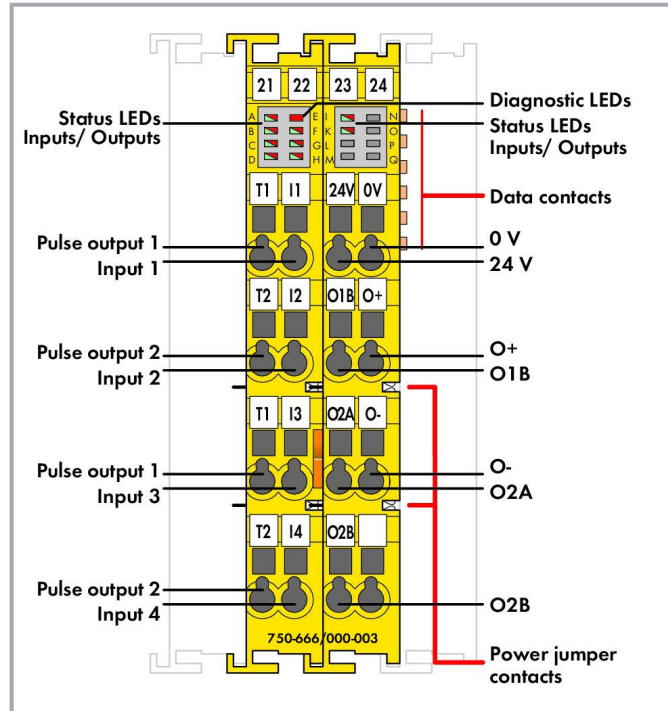 21 22 23 24
Diagnostic LEDs
Status LEDs
Inputs/ Outputs
A E I N
B F K O
C G L P
D H M Q
Status LEDs
Inputs/ Outputs
T1 I1 24V 0V
Data contacts
Pulse output 1
Input 1
0 V
24 V
T2 I2 O1B O+
Pulse output 2
Input 2
O+
O1B
T1 I3 O2A O-
Pulse output 1
Input 3
O-
O2A
T2 I4 O2B
Pulse output 2
Input 4
O2B
750-666/000-003
Power jumper
contacts